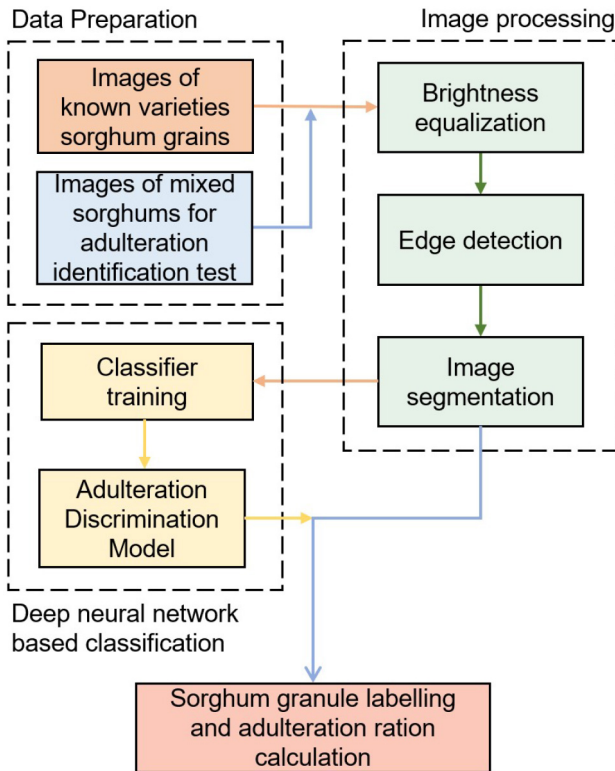 Data Preparation
Images of
known varieties
sorghum grains
Images of mixed
sorghums for
adulteration
identification test
Image processing
Brightness
equalization
Edge detection
Image
segmentation
Classifier
training
Adulteration
Discrimination
Model
Deep neural network
based classification
Sorghum granule labelling
and adulteration ration
calculation